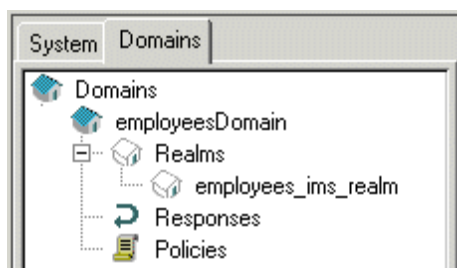 System Domains
Domains
employeesDomain
Realms
employees_ims_realm
Responses
Policies